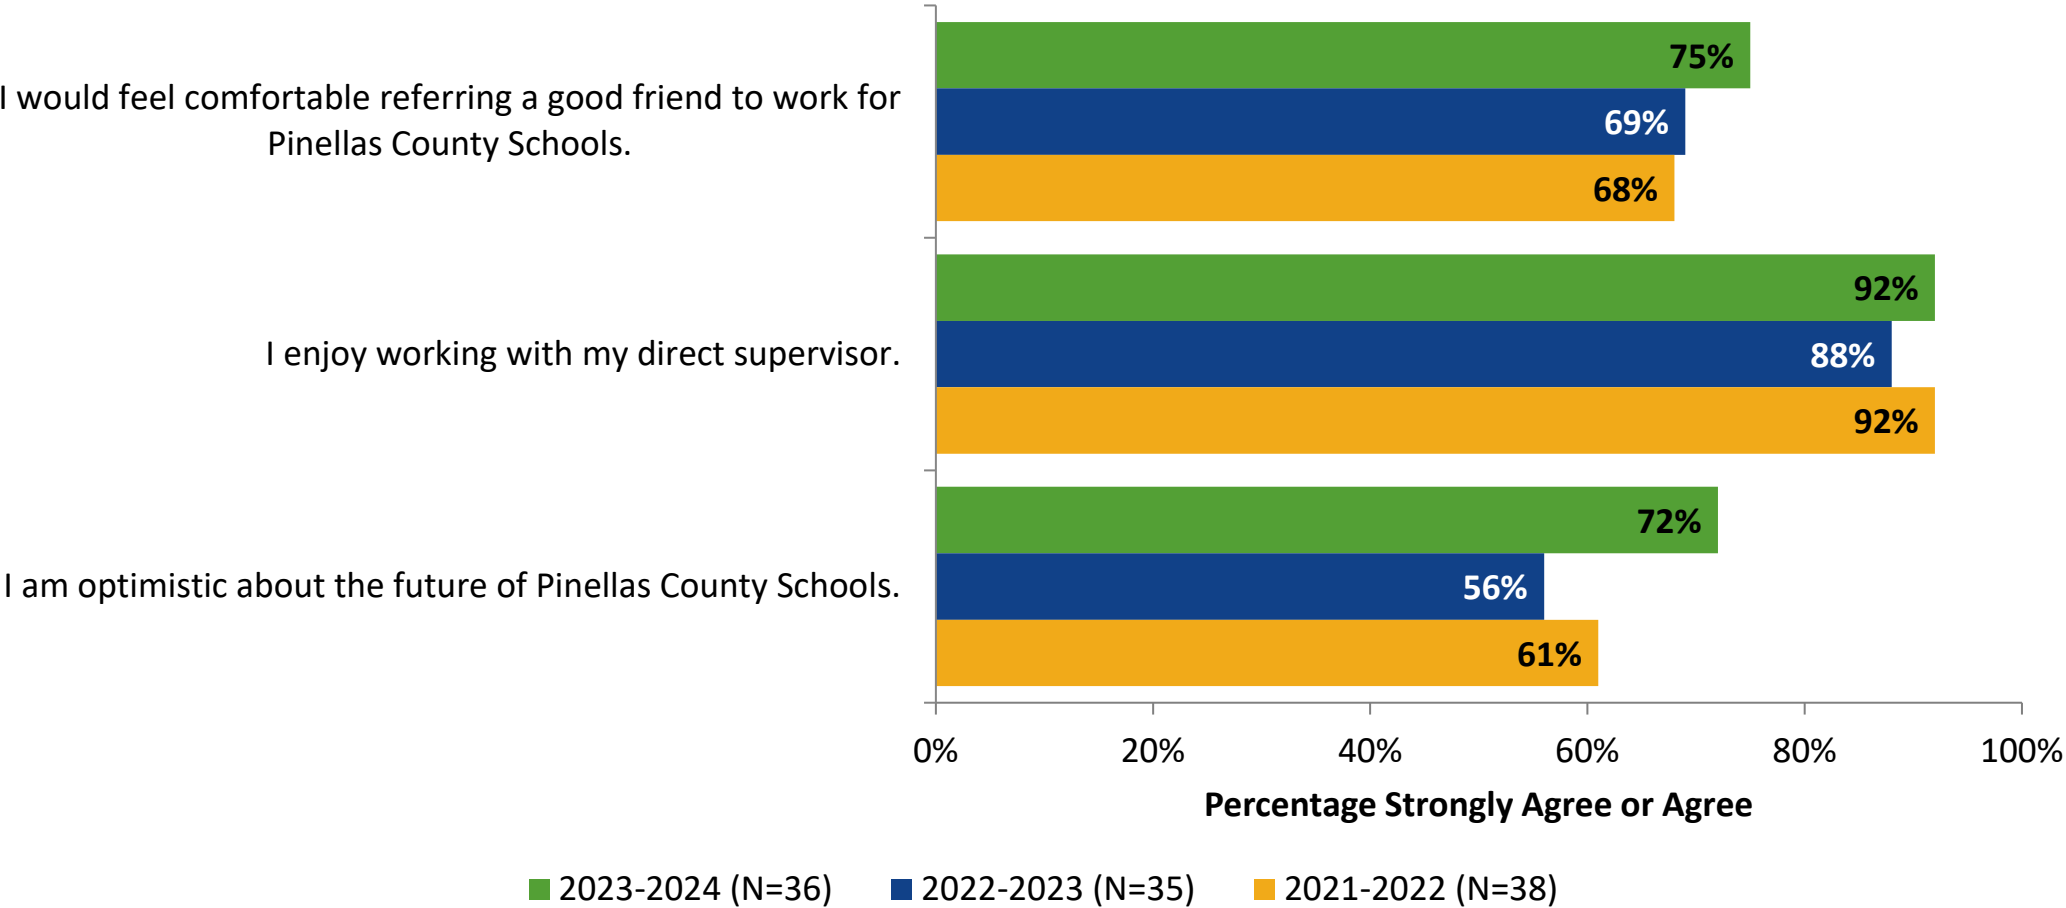 75%
I would feel comfortable referring a good friend to work for
Pinellas County Schools.
69%
68%
92%
I enjoy working with my direct supervisor.
88%
92%
72%
I am optimistic about the future of Pinellas County Schools.
56%
61%
0% 20% 40% 60% 80% 100%
Percentage Strongly Agree or Agree
2023-2024 (N=36) 2022-2023 (N=35) 2021-2022 (N=38)